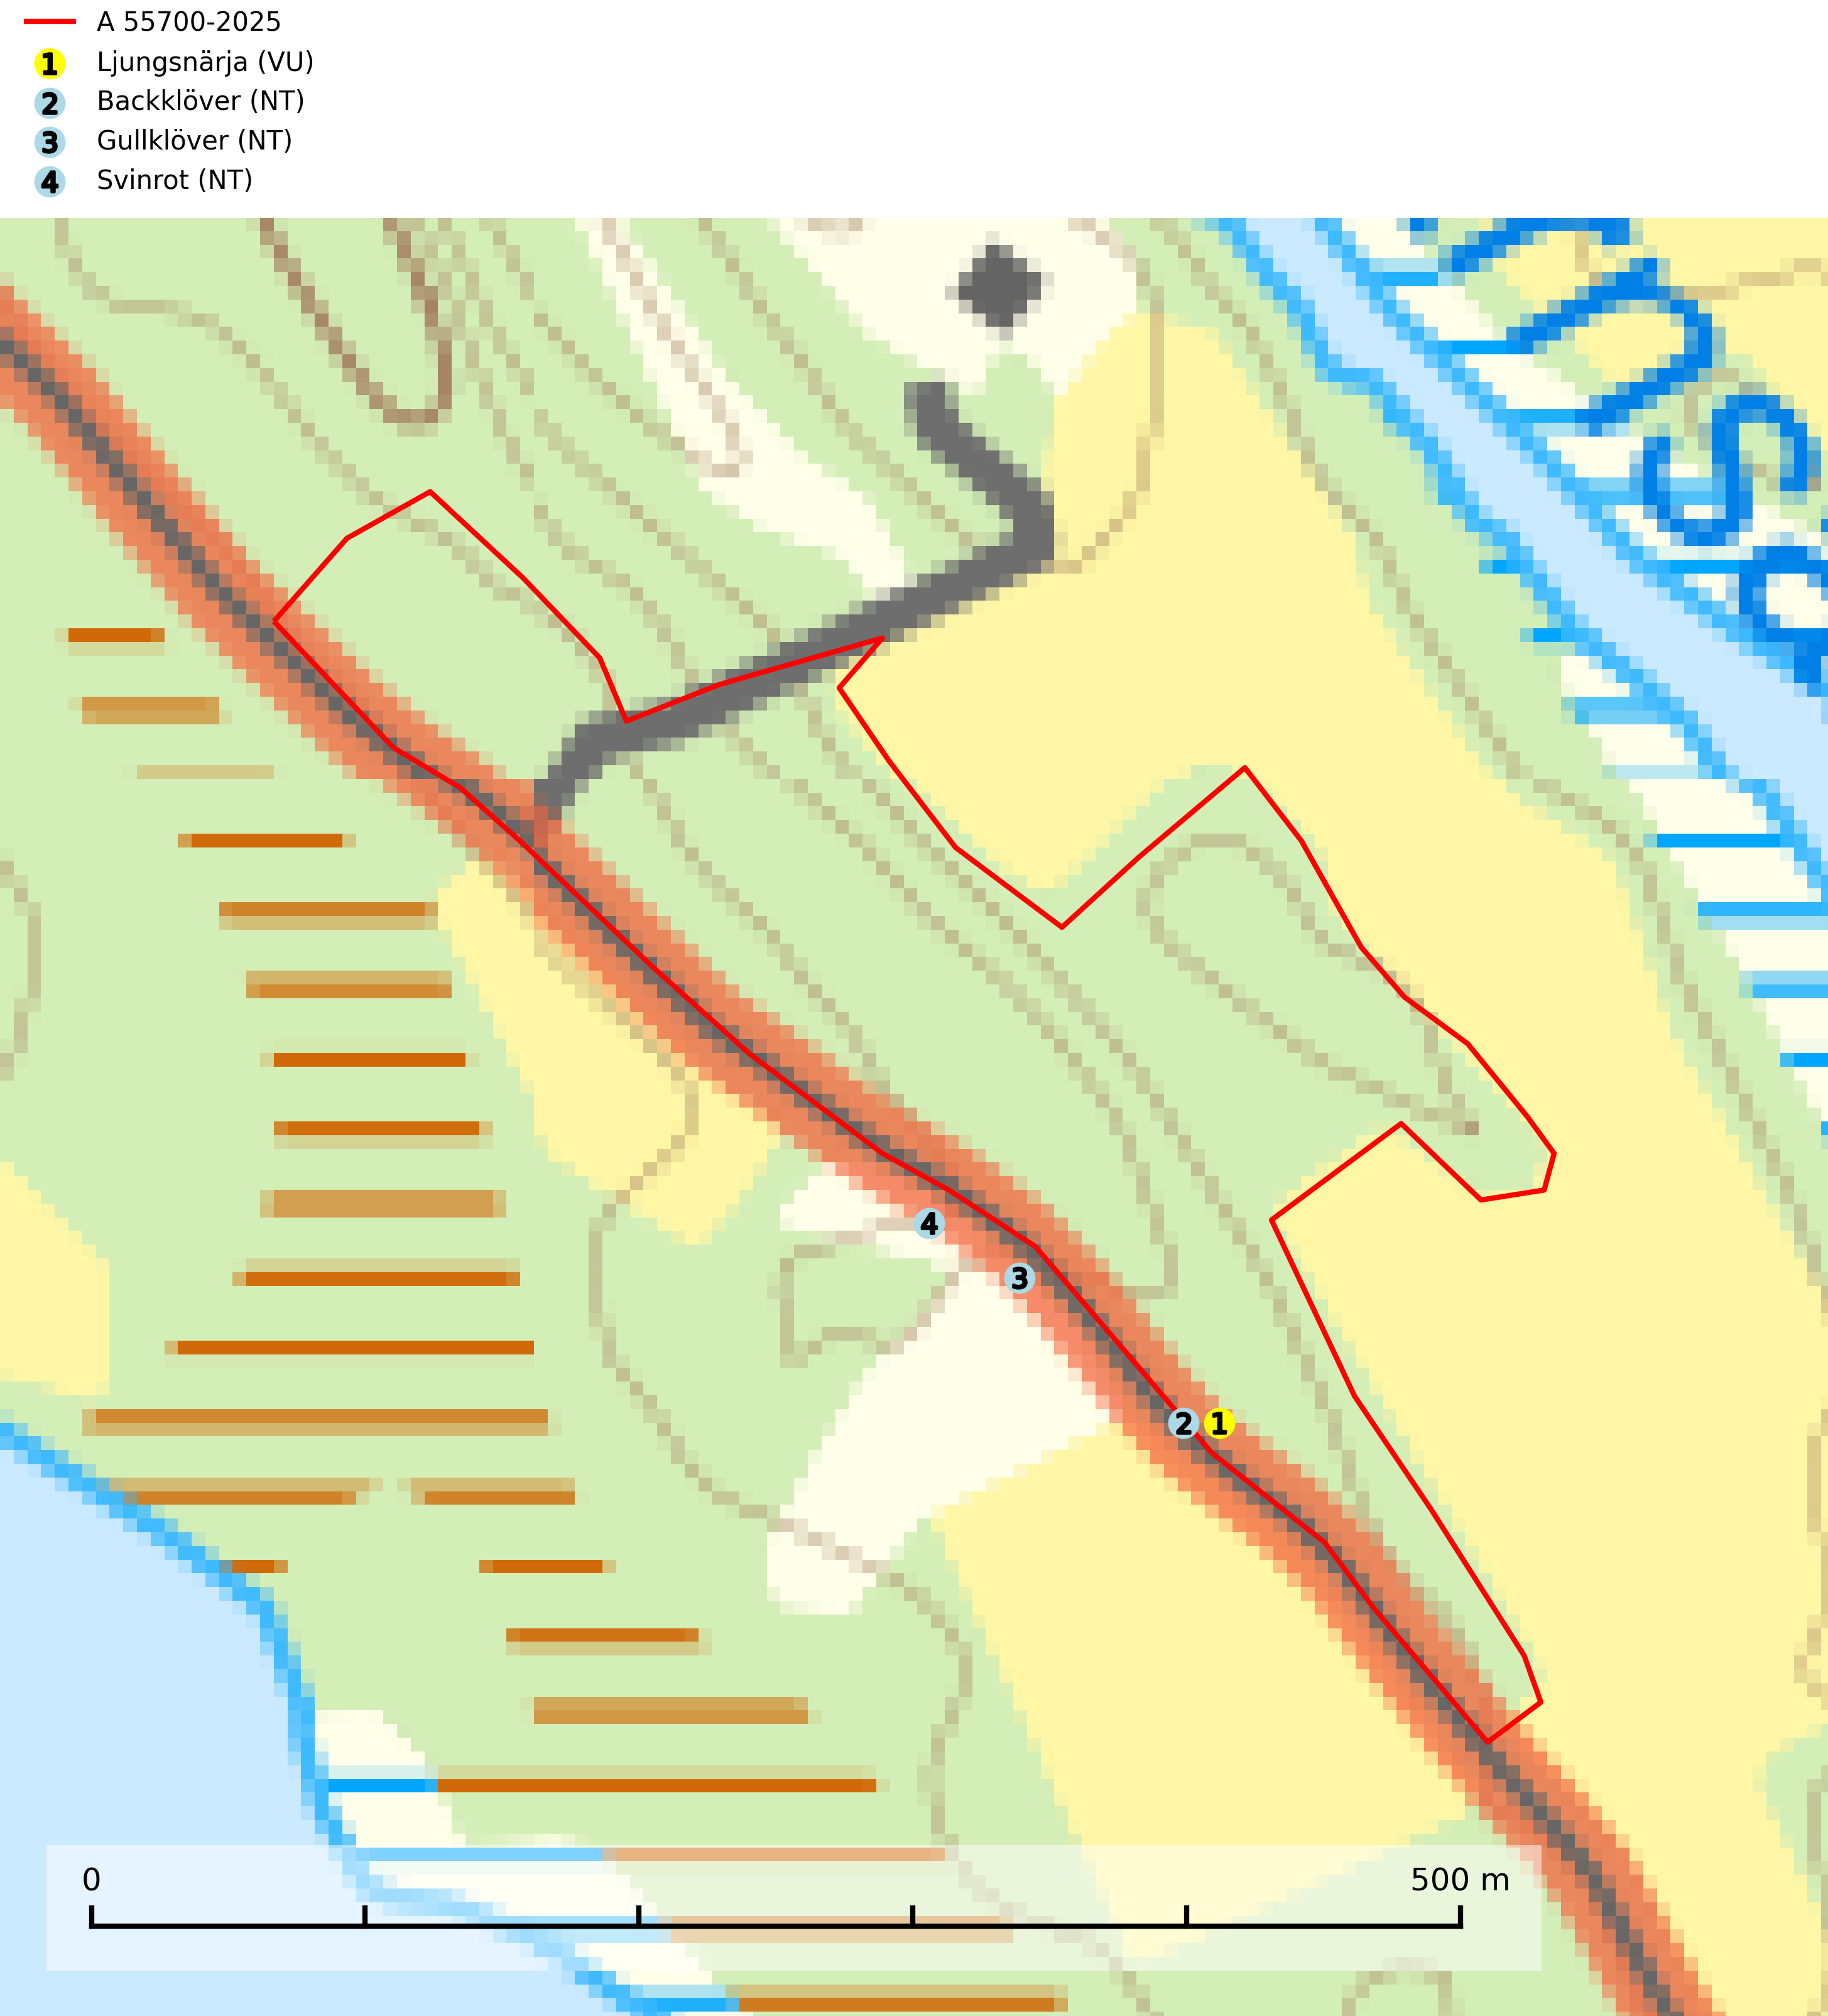 A 55700-2025
1 Ljungsnärja (VU)
2 Backklöver (NT)
3 Gullklöver (NT)
4 Svinrot (NT)
4
3
2 1
0 500 m